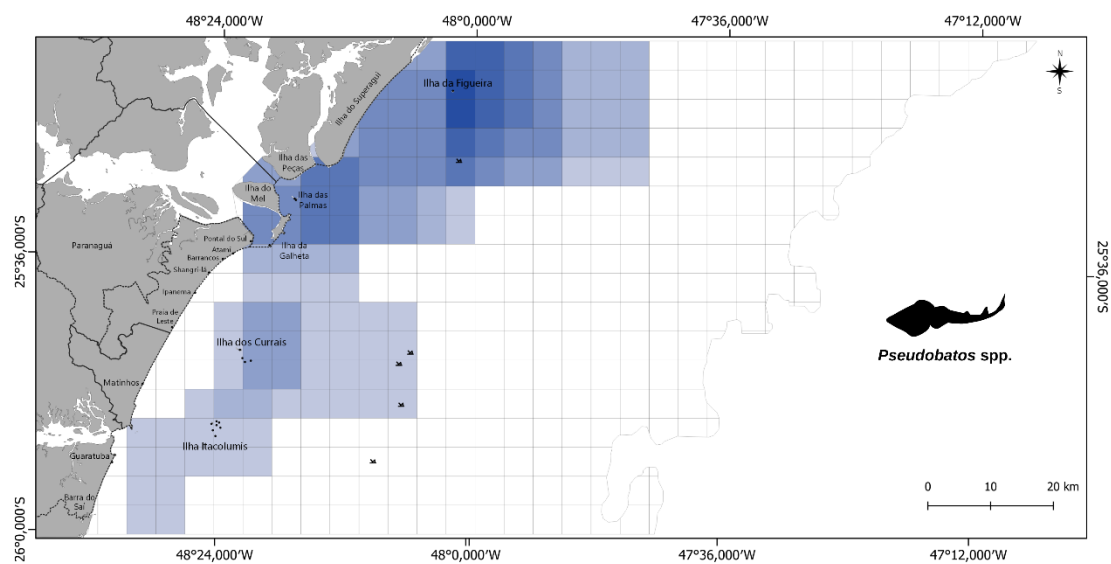 48°24,000'W
48°0,000'W
47°36,000'W
47°12,000'W
N
S
Ilha da Figueira
Ilha do Superagui
Ilha das
Peças
Ilha do
Mel
Ilha das
Palmas
Pontal do Sul
Atami
Barrancos
Shangri-lá
Ilha da
Galheta
Paranaguá
Ipanema
Praia de
Leste
Ilha dos Currais
Matinhos
Ilha Itacolumis
Guaratuba
Barra do
Saí
25°36,000'S
25°36,000'S
26°0,000'S
Pseudobatos spp.
0 10 20 km
48°24,000'W
48°0,000'W
47°36,000'W
47°12,000'W